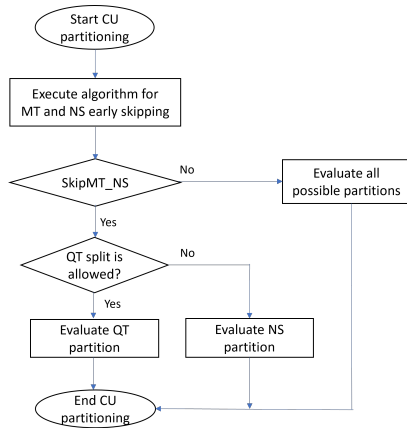 Start CU
partitioning
Execute algorithm for
MT and NS early skipping
SkipMT_NS
No
Evaluate all
possible partitions
Yes
QT split is
allowed?
No
Yes
Evaluate QT
partition
Evaluate NS
partition
End CU
partitioning